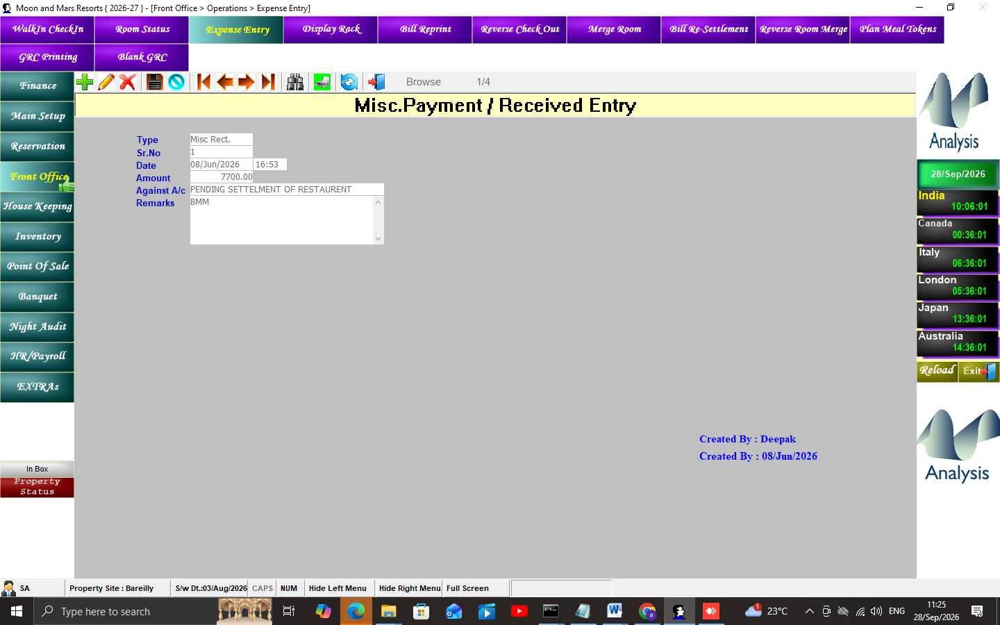 Moon and Mars Resorts { 2026-27 } - [Front Office > Operations > Expense Entry]
WalkIn CheckIn
Room Status
Expense Entry
Display Rack
Bill Reprint
Reverse Check Out
Merge Room
Bill Re-Settlement
Reverse Room Merge
Plan Meal Tokens
GRC Printing
Blank GRC
Browse 1/4
Misc.Payment / Received Entry
Finance
Main Setup
Reservation
Front Office
House Keeping
Inventory
Point Of Sale
Banquet
Night Audit
HR/Payroll
EXTRAs
In Box
Property
Status
Type Misc Rect.
Sr.No 1
Date 08/Jun/2026 16:53
Amount 7700.00
Against A/c PENDING SETTELMENT OF RESTAURENT
Remarks BMM
Created By : Deepak
Created By : 08/Jun/2026
Analysis
28/Sep/2026
India
10:06:01
Canada
00:36:01
Italy
06:36:01
London
05:36:01
Japan
13:36:01
Australia
14:36:01
Reload Exit
Analysis
SA
Property Site : Bareilly
S/w Dt.:03/Aug/2026
CAPS
NUM
Hide Left Menu
Hide Right Menu
Full Screen
Type here to search
a
1
23°C
ENG
11:25
28/Sep/2026